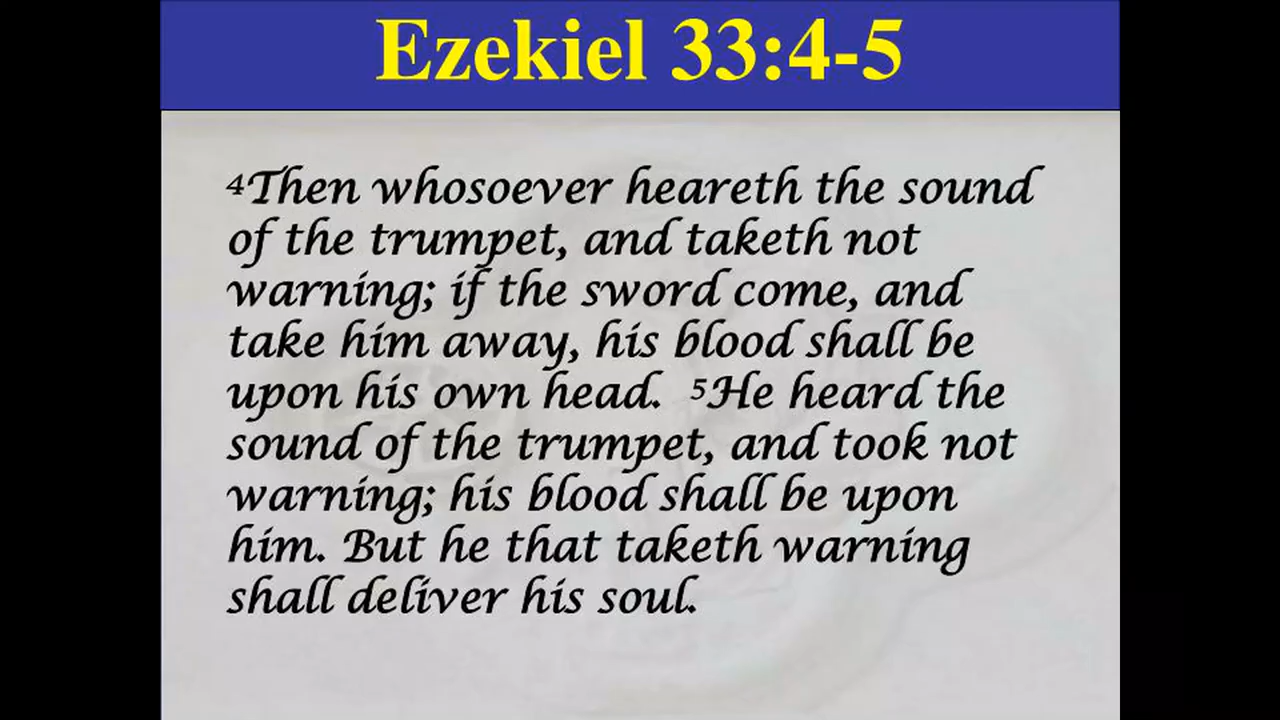 Ezekiel 33:4-5
⁴Then whosoever heareth the sound
of the trumpet, and taketh not
warning; if the sword come, and
take him away, his blood shall be
upon his own head. ⁵He heard the
sound of the trumpet, and took not
warning; his blood shall be upon
him. But he that taketh warning
shall deliver his soul.